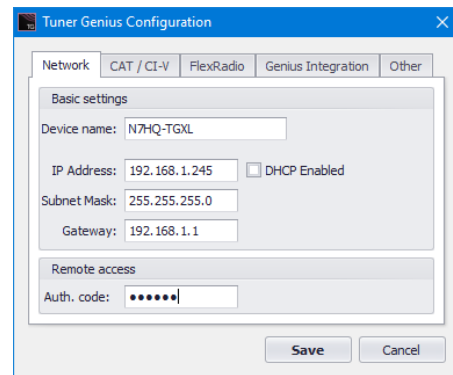 TG Tuner Genius Configuration
Network CAT / CI-V FlexRadio Genius Integration Other
Basic settings
Device name: N7HQ-TGXL
IP Address: 192.168.1.245 DHCP Enabled
Subnet Mask: 255.255.255.0
Gateway: 192.168.1.1
Remote access
Auth. code: ●●●●●●
Save Cancel